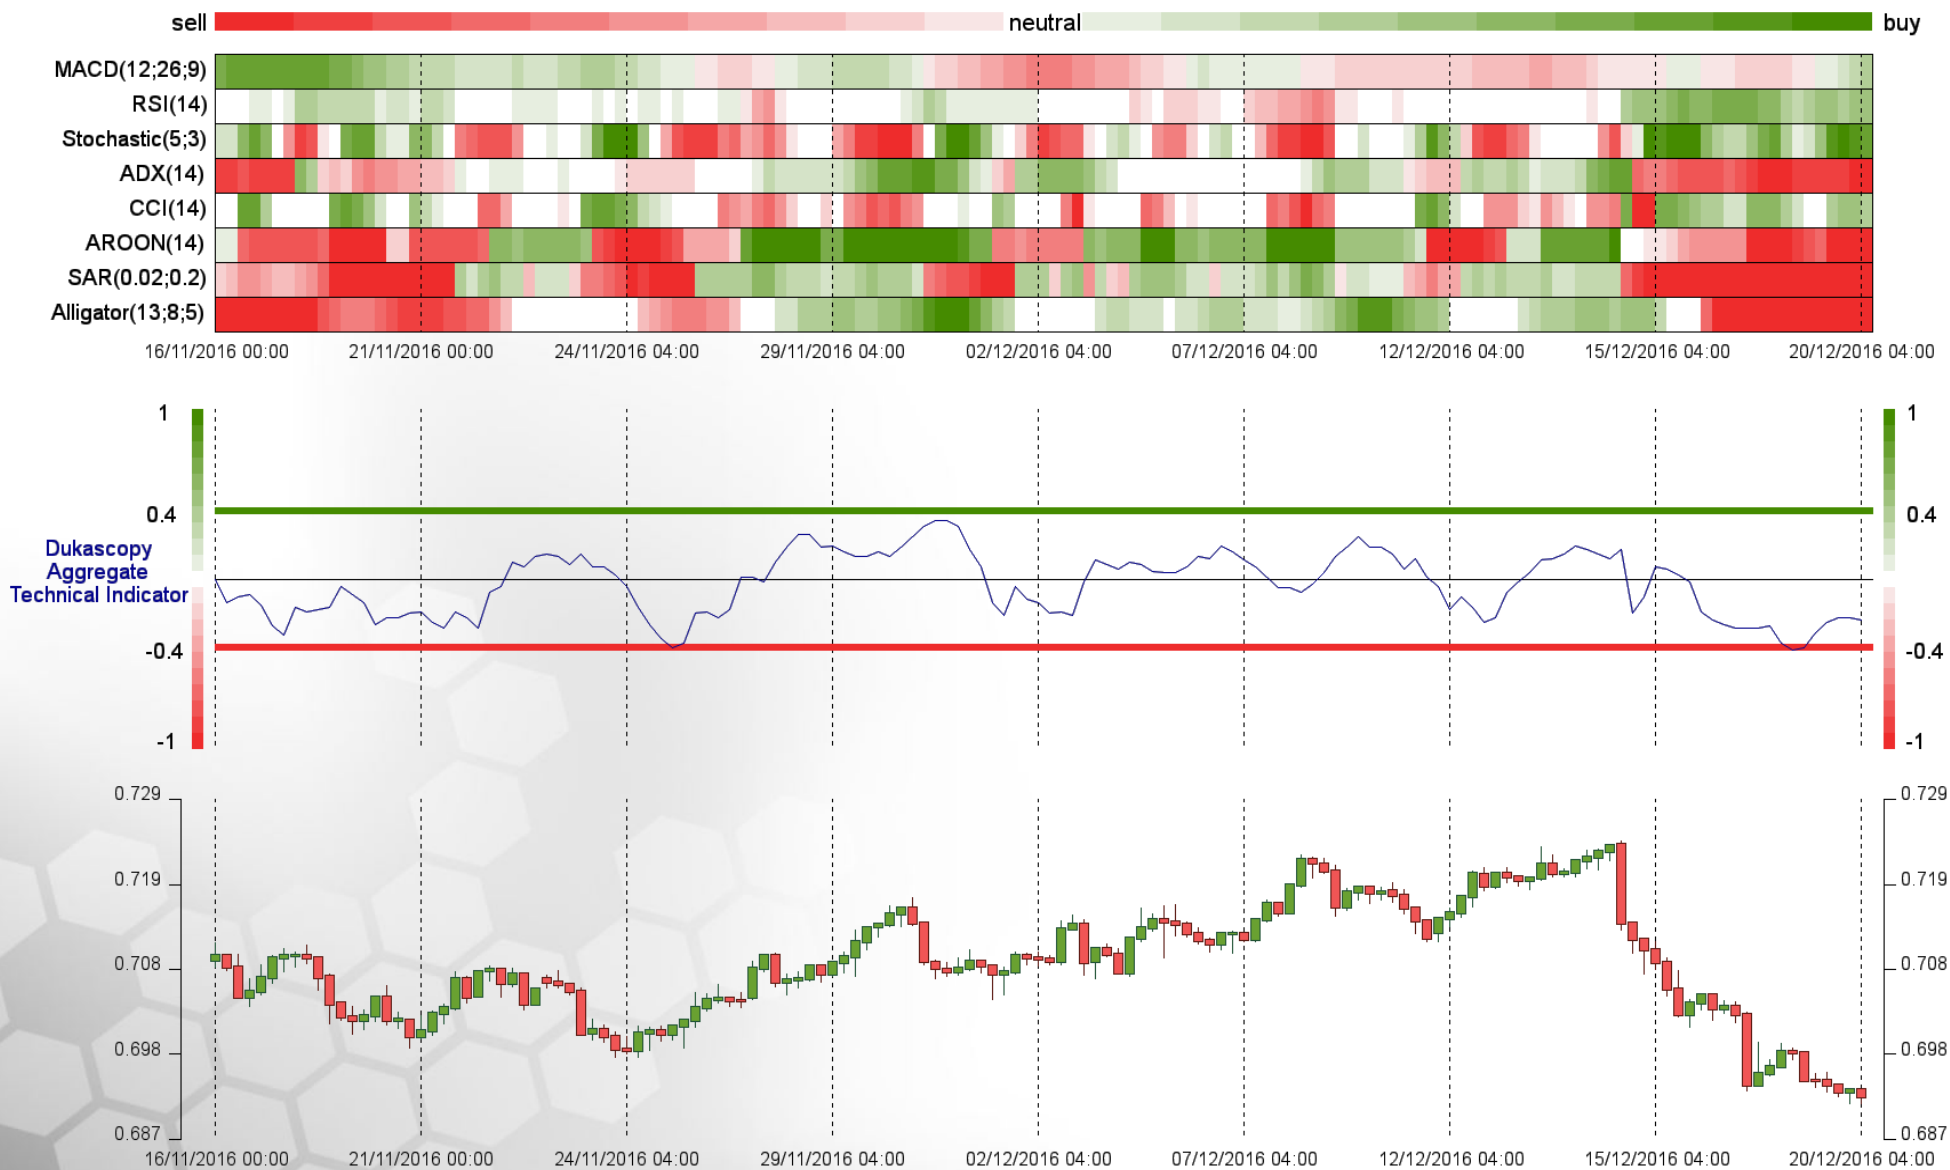 sell neutral buy
MACD(12;26;9)
RSI(14)
Stochastic(5;3)
ADX(14)
CCI(14)
AROON(14)
SAR(0.02;0.2)
Alligator(13;8;5)
16/11/2016 00:00 21/11/2016 00:00 24/11/2016 04:00 29/11/2016 04:00 02/12/2016 04:00 07/12/2016 04:00 12/12/2016 04:00 15/12/2016 04:00 20/12/2016 04:00
1 1
0.4 0.4
Dukascopy
Aggregate
Technical Indicator
-0.4 -0.4
-1 -1
0.729 0.729
0.719 0.719
0.708 0.708
0.698 0.698
0.687 0.687
16/11/2016 00:00 21/11/2016 00:00 24/11/2016 04:00 29/11/2016 04:00 02/12/2016 04:00 07/12/2016 04:00 12/12/2016 04:00 15/12/2016 04:00 20/12/2016 04:00